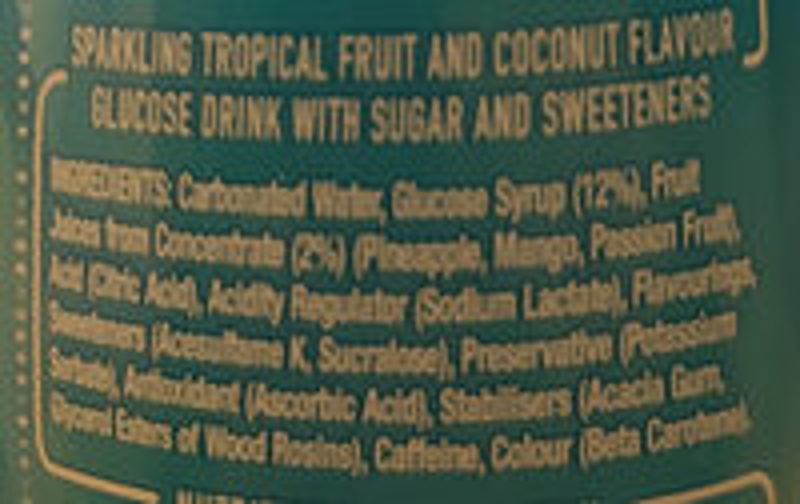 SPARKLING TROPICAL FRUIT AND COCONUT FLAVOUR
GLUCOSE DRINK WITH SUGAR AND SWEETENERS
INGREDIENTS: Carbonated Water, Glucose Syrup (12%), Fruit
Juices from Concentrate (2%) (Pineapple, Mango, Passion Fruit),
Acid (Citric Acid), Acidity Regulator (Sodium Lactate), Flavourings,
Sweeteners (Acesulfame K, Sucralose), Preservative (Potassium
Sorbate), Antioxidant (Ascorbic Acid), Stabilisers (Acacia Gum,
Glycerol Esters of Wood Rosins), Caffeine, Colour (Beta Carotene).